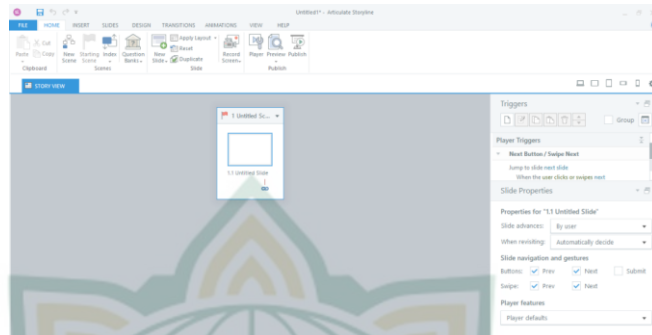 Untitled1* - Articulate Storyline
FILE HOME INSERT SLIDES DESIGN TRANSITIONS ANIMATIONS VIEW HELP
Paste Cut Copy
New Scene Starting Scene Index Question Banks New Slide Apply Layout Reset Duplicate Record Screen Player Preview Publish
Clipboard Scenes Slide Publish
STORY VIEW
1 Untitled Sc...
1.1 Untitled Slide
Triggers
Group
Player Triggers
Next Button / Swipe Next
Jump to slide next slide
When the user clicks or swipes next
Slide Properties
Properties for "1.1 Untitled Slide"
Slide advances: By user
When revisiting: Automatically decide
Slide navigation and gestures
Buttons: Prev Next Submit
Swipe: Prev Next
Player features
Player defaults